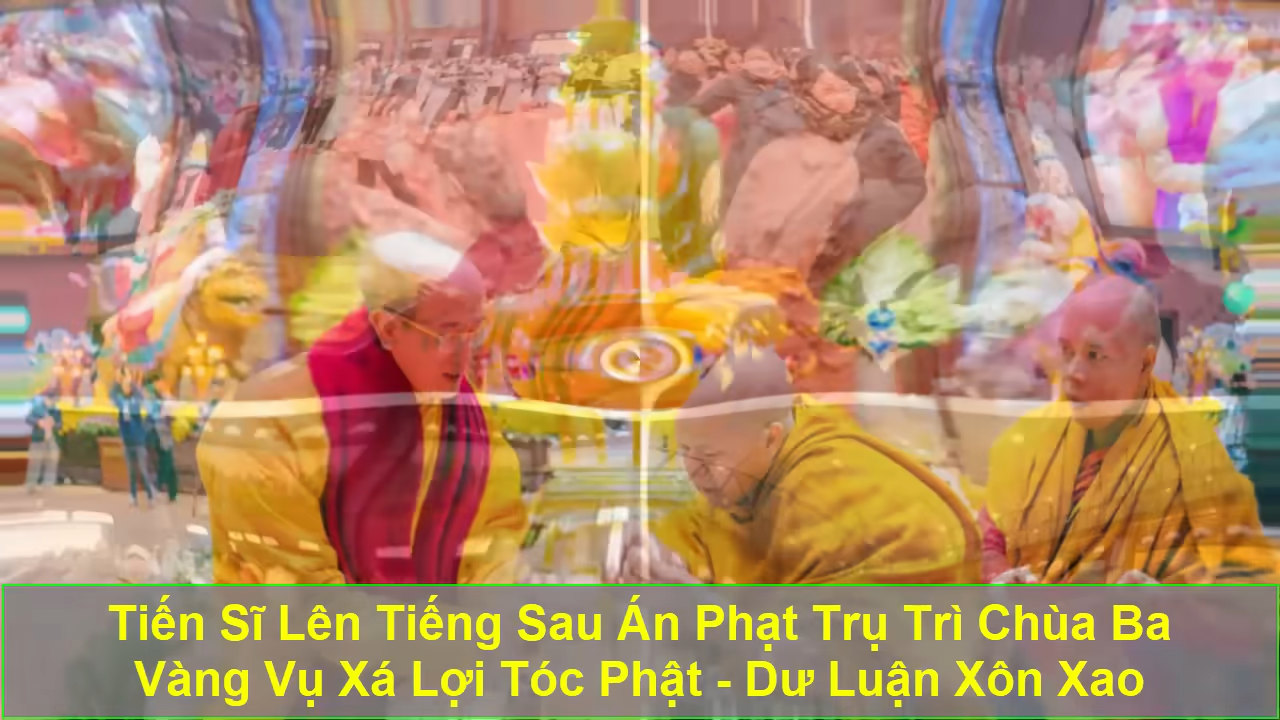 Tiến Sĩ Lên Tiếng Sau Án Phạt Trụ Trì Chùa Ba
Vàng Vụ Xá Lợi Tóc Phật - Dư Luận Xôn Xao